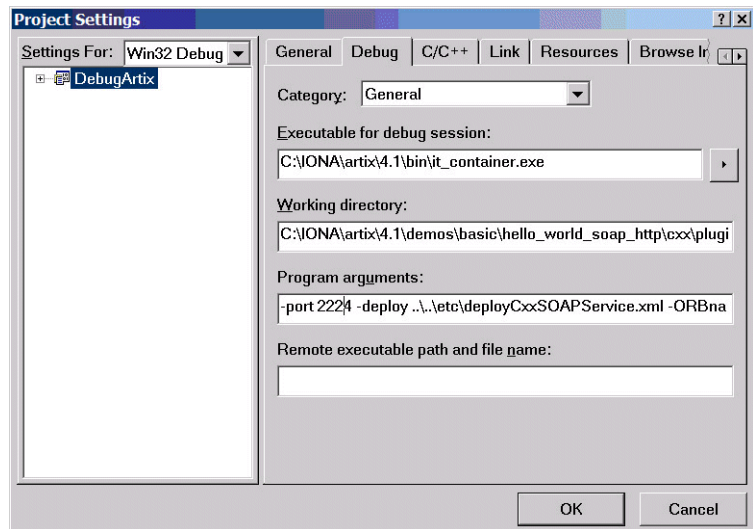 Project Settings
Settings For: Win32 Debug
DebugArtix
General Debug C/C++ Link Resources Browse In
Category: General
Executable for debug session:
C:\IONA\artix\4.1\bin\it_container.exe
Working directory:
C:\IONA\artix\4.1\demos\basic\hello_world_soap_http\cxx\plugi
Program arguments:
-port 2224 -deploy ..\..\etc\deployCxxSOAPService.xml -ORBna
Remote executable path and file name:
OK Cancel